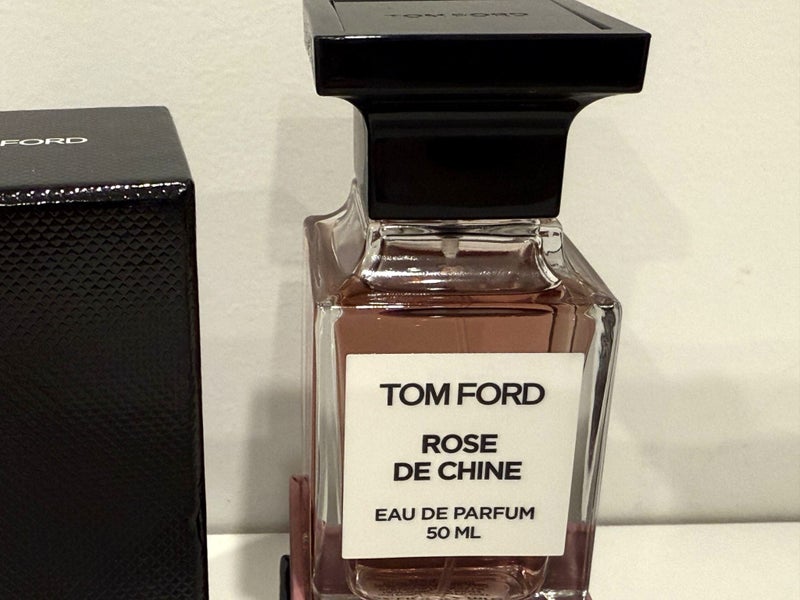 TOM FORD
FORD
TOM FORD
ROSE
DE CHINE
EAU DE PARFUM
50 ML